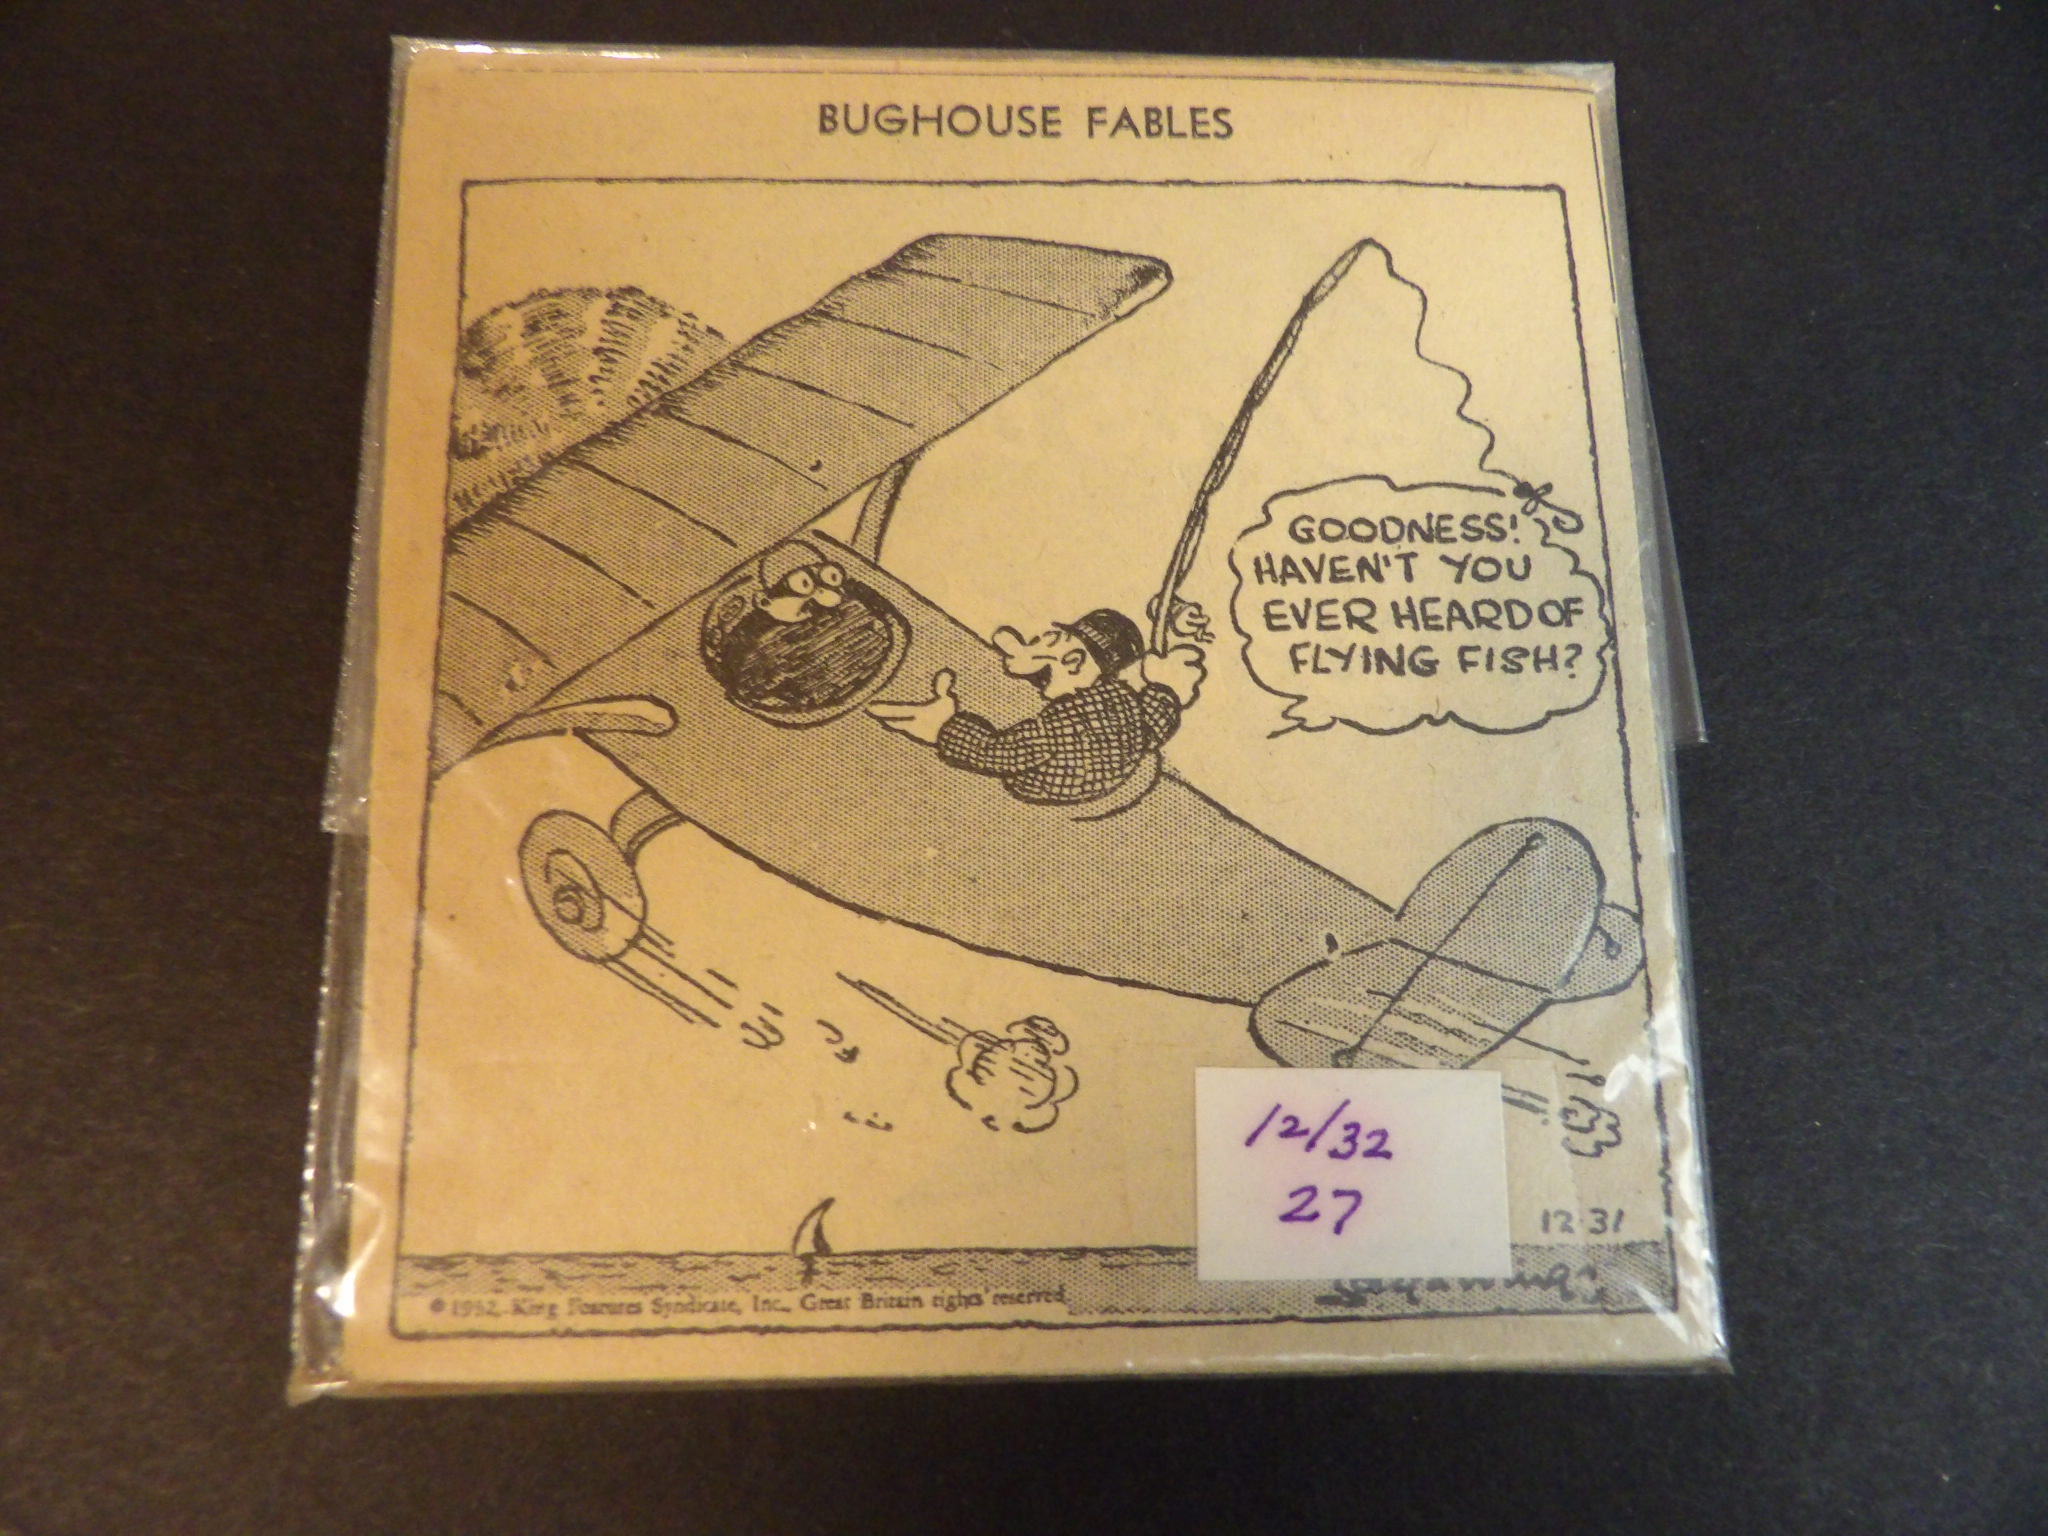 BUGHOUSE FABLES
GOODNESS!
HAVEN'T YOU
EVER HEARD OF
FLYING FISH?
12/32
27
12·31
© 1932, King Features Syndicate, Inc., Great Britain rights reserved